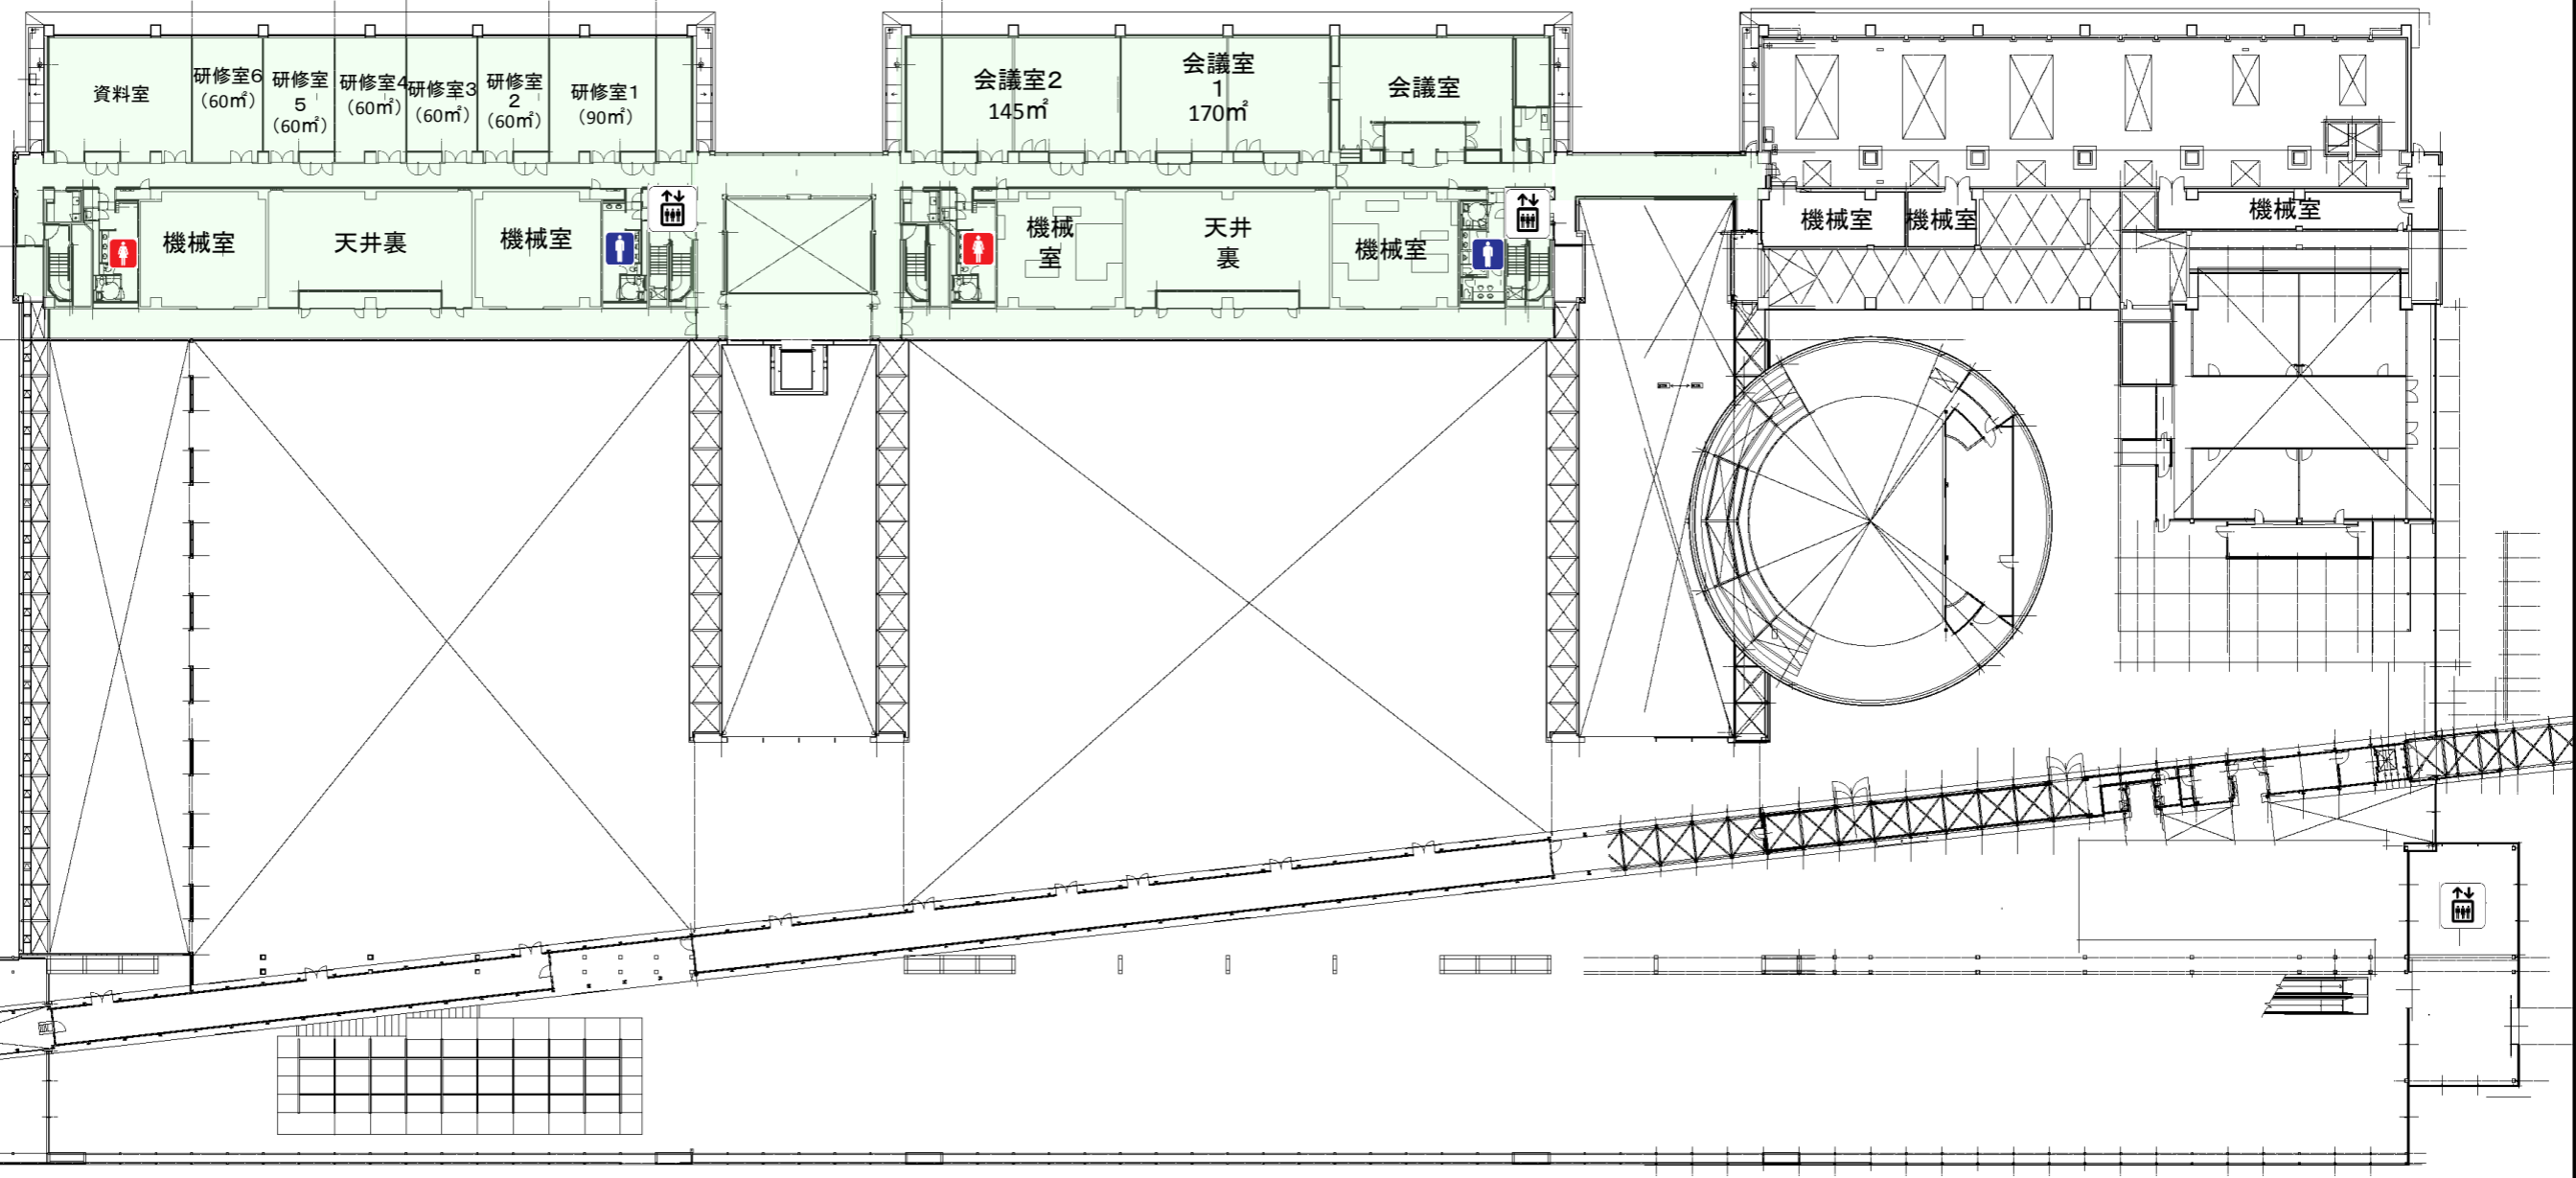 資料室
研修室6
（60㎡）
研修室
5
（60㎡）
研修室4
（60㎡）
研修室3
（60㎡）
研修室
2
（60㎡）
研修室1
（90㎡）
会議室2
145㎡
会議室
1
170㎡
会議室
機械室
天井裏
機械室
機械
室
天井
裏
機械室
機械室
機械室
機械室